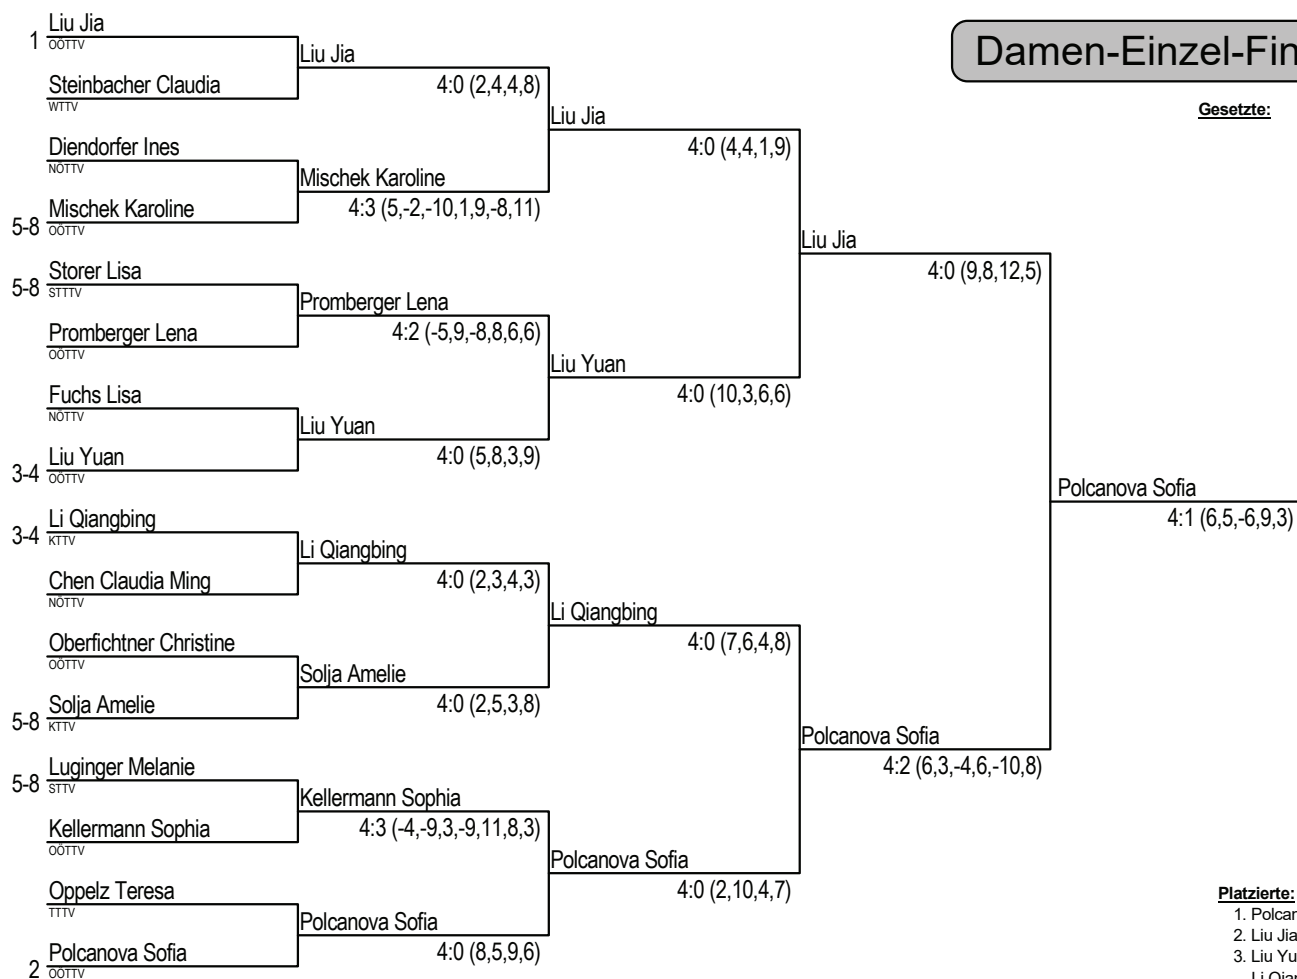 Damen-Einzel-Fin
Gesetzte:
1 Liu Jia
OÖTTV
Steinbacher Claudia
WTTV
Diendorfer Ines
NÖTTV
5-8 Mischek Karoline
OÖTTV
5-8 Storer Lisa
STTTV
Promberger Lena
OÖTTV
Fuchs Lisa
NÖTTV
3-4 Liu Yuan
OÖTTV
3-4 Li Qiangbing
KTTV
Chen Claudia Ming
NÖTTV
Oberfichtner Christine
OÖTTV
5-8 Solja Amelie
KTTV
5-8 Luginger Melanie
STTV
Kellermann Sophia
OÖTTV
Oppelz Teresa
TTTV
2 Polcanova Sofia
OÖTTV
Liu Jia
4:0 (2,4,4,8)
Mischek Karoline
4:3 (5,-2,-10,1,9,-8,11)
Promberger Lena
4:2 (-5,9,-8,8,6,6)
Liu Yuan
4:0 (5,8,3,9)
Li Qiangbing
4:0 (2,3,4,3)
Solja Amelie
4:0 (2,5,3,8)
Kellermann Sophia
4:3 (-4,-9,3,-9,11,8,3)
Polcanova Sofia
4:0 (8,5,9,6)
Liu Jia
4:0 (4,4,1,9)
Liu Yuan
4:0 (10,3,6,6)
Li Qiangbing
4:0 (7,6,4,8)
Polcanova Sofia
4:0 (2,10,4,7)
Liu Jia
4:0 (9,8,12,5)
Polcanova Sofia
4:2 (6,3,-4,6,-10,8)
Polcanova Sofia
4:1 (6,5,-6,9,3)
Platzierte:
1. Polcan
2. Liu Jia
3. Liu Yu
Li Qian